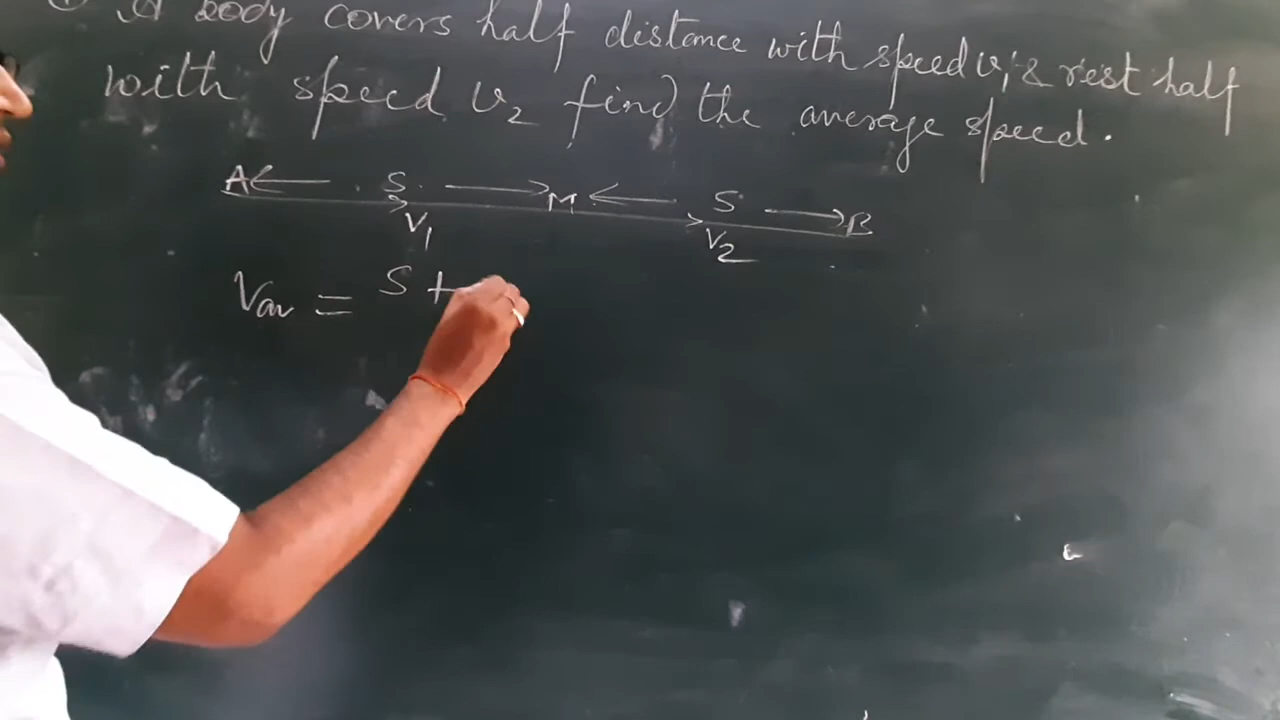 ① A body covers half distance with speed v₁ & rest half
with speed v₂ find the average speed.
A ← S → M ← S → B
V₁ V₂
Vav = S +